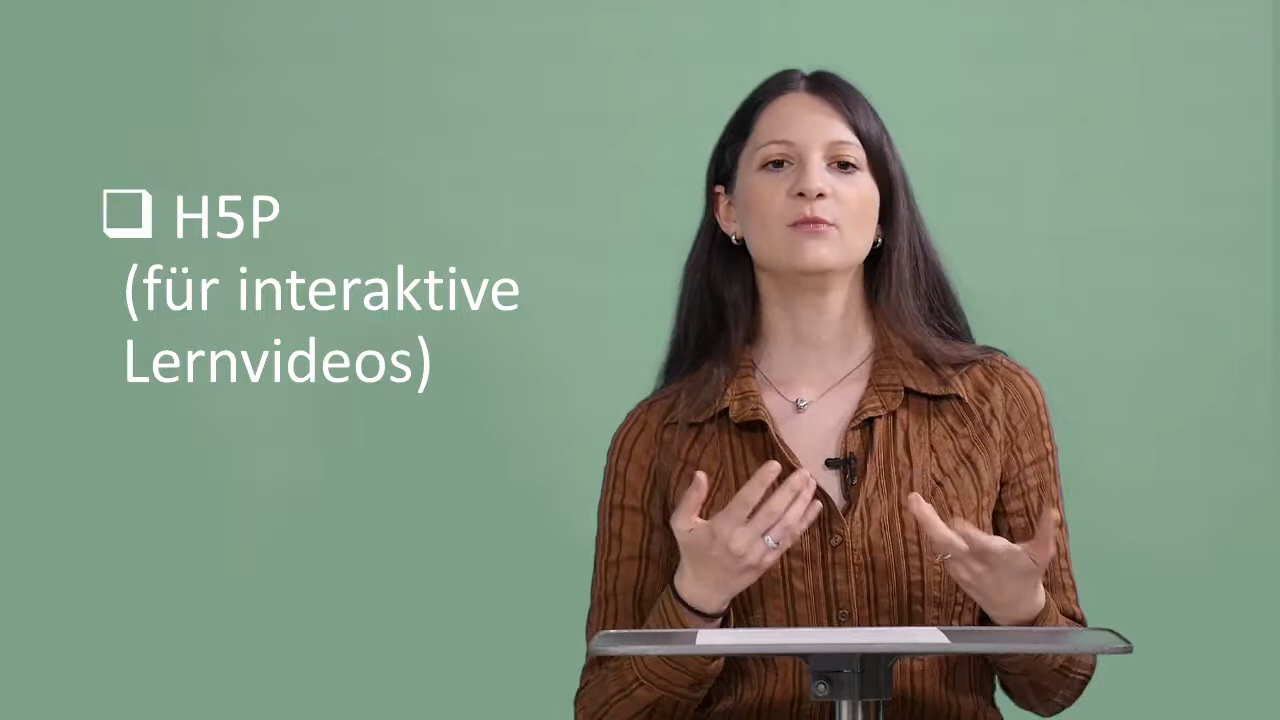 ❑ H5P
(für interaktive
Lernvideos)